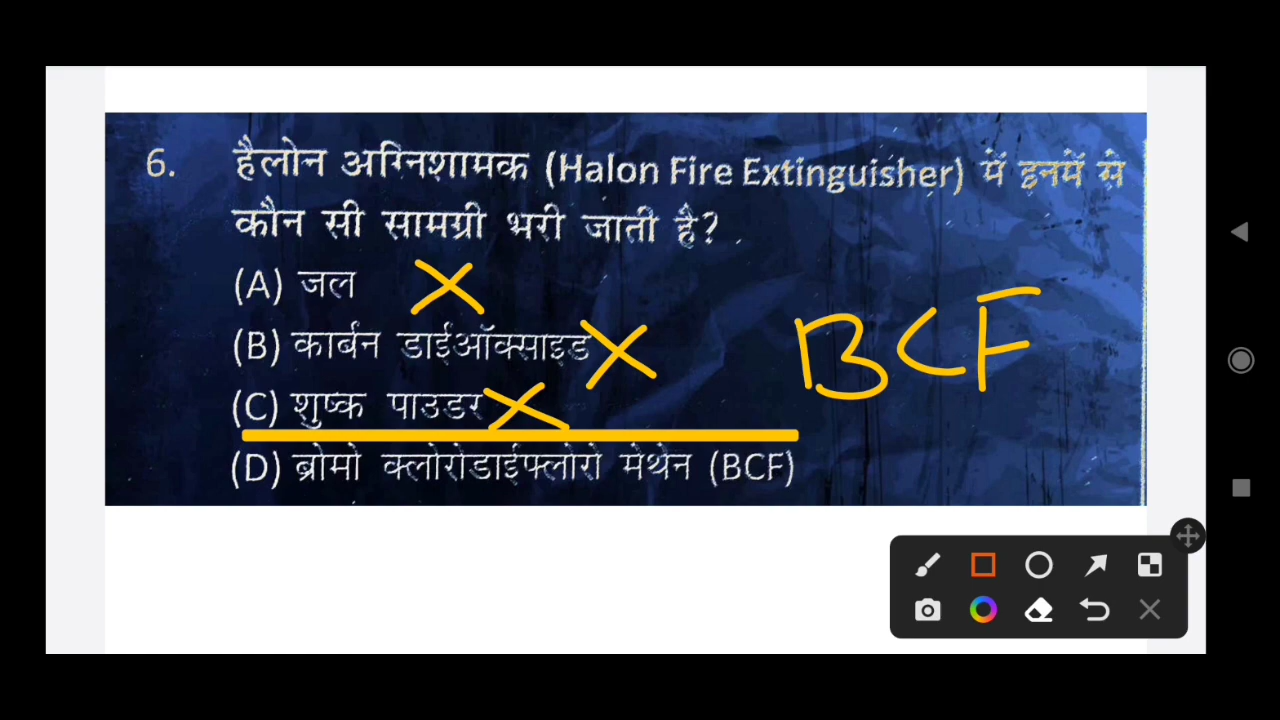 6. हैलोन अग्निशामक (Halon Fire Extinguisher) में इनमें से
कौन सी सामग्री भरी जाती है?
(A) जल
(B) कार्बन डाईऑक्साइड
(C) शुष्क पाउडर
(D) ब्रोमो क्लोरोडाईफ्लोरो मेथेन (BCF)
BCF